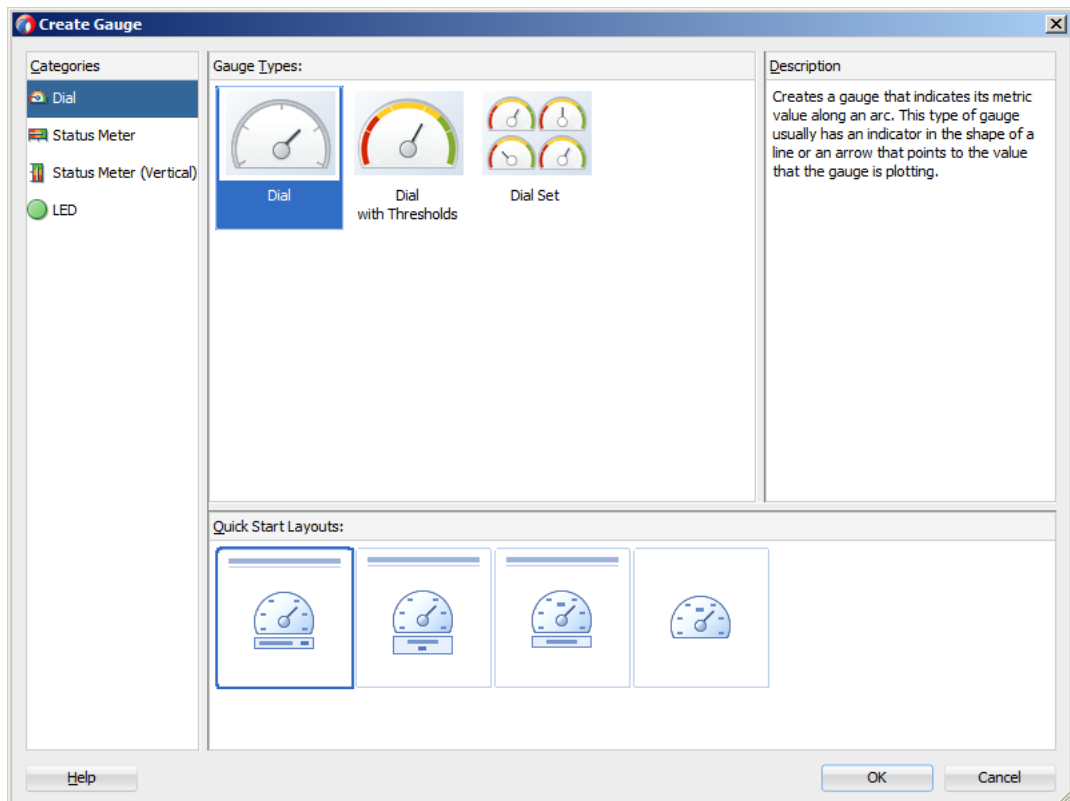 Create Gauge
Categories
Dial
Status Meter
Status Meter (Vertical)
LED
Gauge Types:
Dial
Dial
with Thresholds
Dial Set
Description
Creates a gauge that indicates its metric
value along an arc. This type of gauge
usually has an indicator in the shape of a
line or an arrow that points to the value
that the gauge is plotting.
Quick Start Layouts:
Help
OK
Cancel